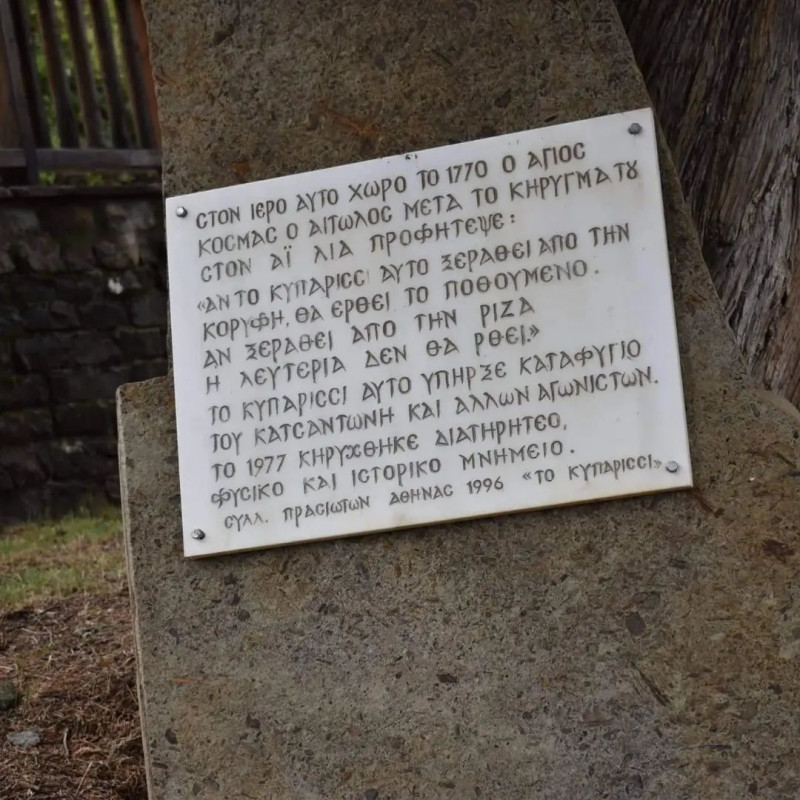 ΣΤΟΝ ΙΕΡΟ ΑΥΤΟ ΧΩΡΟ ΤΟ 1770 Ο ΑΓΙΟΣ
ΚΟΣΜΑΣ Ο ΑΙΤΩΛΟΣ ΜΕΤΑ ΤΟ ΚΗΡΥΓΜΑ ΤȢ
ΣΤΟΝ ΑΪ ΛΙΑ ΠΡΟΦΗΤΕΨΕ:
«ΑΝ ΤΟ ΚΥΠΑΡΙΣΣΙ ΑΥΤΟ ΞΕΡΑΘΕΙ ΑΠΟ ΤΗΝ
ΚΟΡΥΦΗ, ΘΑ ΕΡΘΕΙ ΤΟ ΠΟΘΟΥΜΕΝΟ.
ΑΝ ΞΕΡΑΘΕΙ ΑΠΟ ΤΗΝ ΡΙΖΑ
Η ΛΕΥΤΕΡΙΑ ΔΕΝ ΘΑ ΡΘΕΙ.»
ΤΟ ΚΥΠΑΡΙΣΣΙ ΑΥΤΟ ΥΠΗΡΞΕ ΚΑΤΑΦΥΓΙΟ
ΤΟΥ ΚΑΤΣΑΝΤΩΝΗ ΚΑΙ ΑΛΛΩΝ ΑΓΩΝΙΣΤΩΝ.
ΤΟ 1977 ΚΗΡΥΧΘΗΚΕ ΔΙΑΤΗΡΗΤΕΟ,
ΦΥΣΙΚΟ ΚΑΙ ΙΣΤΟΡΙΚΟ ΜΝΗΜΕΙΟ.
ΣΥΛΛ. ΠΡΑΣΙΩΤΩΝ ΑΘΗΝΑΣ 1996 «ΤΟ ΚΥΠΑΡΙΣΣΙ»